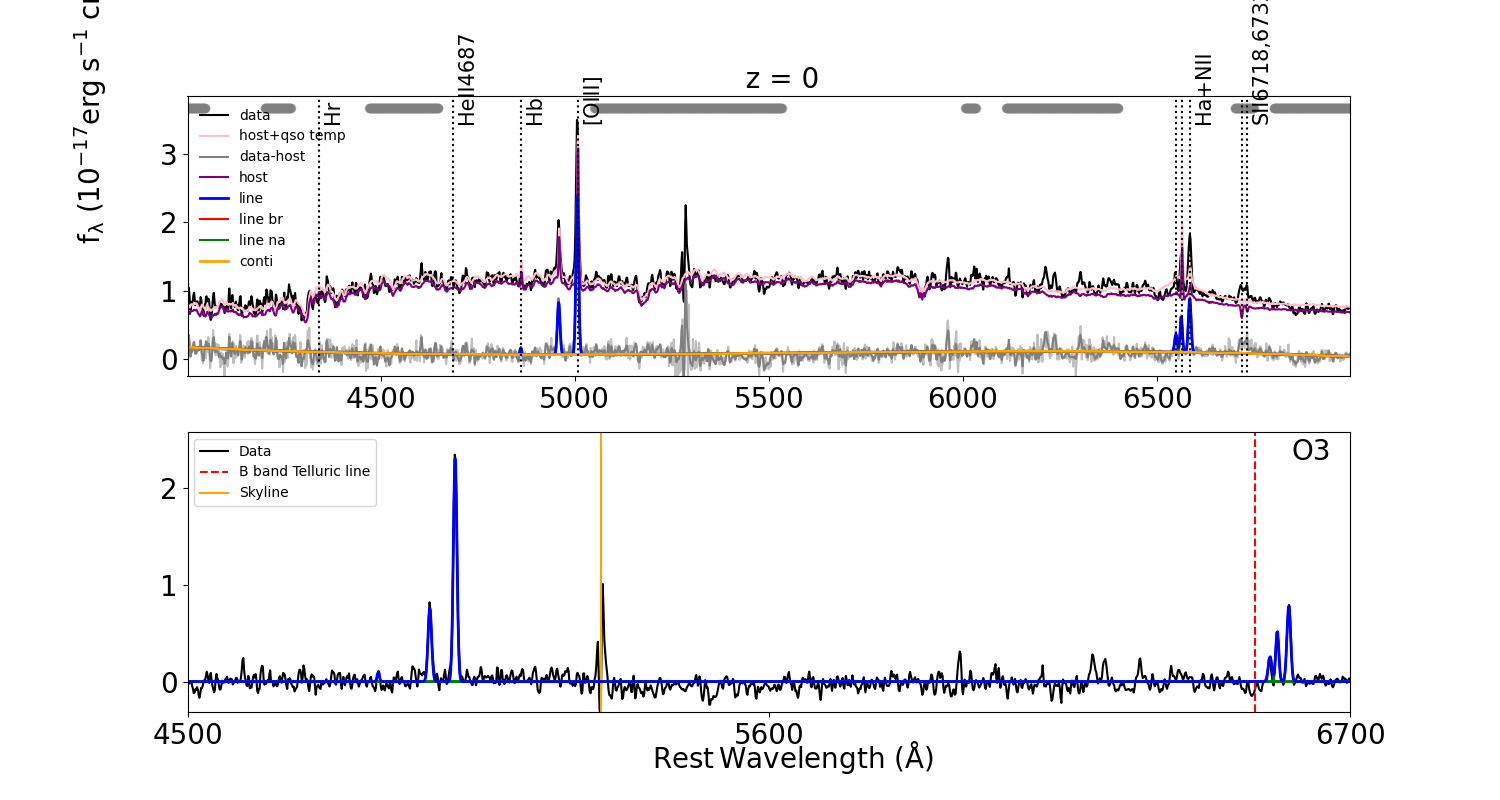 z = 0
f_λ (10^−17 erg s^−1
Hr
HeII4687
Hb
[OIII]
Ha+NII
SII6718,673
data
host+qso temp
data-host
host
line
line br
line na
conti
3
2
1
0
4500
5000
5500
6000
6500
Data
B band Telluric line
Skyline
O3
2
1
0
4500
5600
6700
Rest Wavelength (Å)